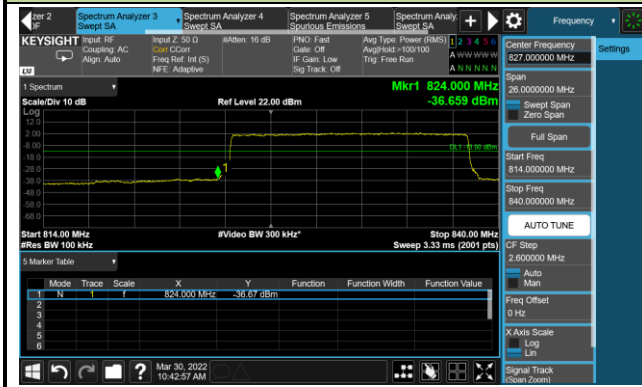 zer 2
Spectrum Analyzer 3
Swept SA
Spectrum Analyzer 4
Swept SA
Spectrum Analyzer 5
Spurious Emissions
Spectrum Analy
Swept SA
Frequency
KEYSIGHT
Input: RF
Coupling: AC
Align: Auto
Input Z: 50 Ω
Corr CCorr
Freq Ref: Int (S)
NFE: Adaptive
#Atten: 16 dB
PNO: Fast
Gate: Off
IF Gain: Low
Sig Track: Off
Avg Type: Power (RMS)
Avg|Hold:>100/100
Trig: Free Run
1 2 3 4 5 6
A W W W W W
A N N N N N
LXI
1 Spectrum
Scale/Div 10 dB
Ref Level 22.00 dBm
Mkr1 824.000 MHz
-36.659 dBm
Log
12.0
2.00
-8.00
-18.0
-28.0
-38.0
-48.0
-58.0
-68.0
1
Start 814.00 MHz
#Res BW 100 kHz
#Video BW 300 kHz*
Stop 840.00 MHz
Sweep 3.33 ms (2001 pts)
5 Marker Table
Mode Trace Scale X Y Function Function Width Function Value
1 N 1 f 824.000 MHz -36.67 dBm
2
3
4
5
6
Mar 30, 2022
10:42:57 AM
Center Frequency
827.000000 MHz
Settings
Span
26.0000000 MHz
Swept Span
Zero Span
Full Span
Start Freq
814.000000 MHz
Stop Freq
840.000000 MHz
AUTO TUNE
CF Step
2.600000 MHz
Auto
Man
Freq Offset
0 Hz
X Axis Scale
Log
Lin
Signal Track
(Span Zoom)